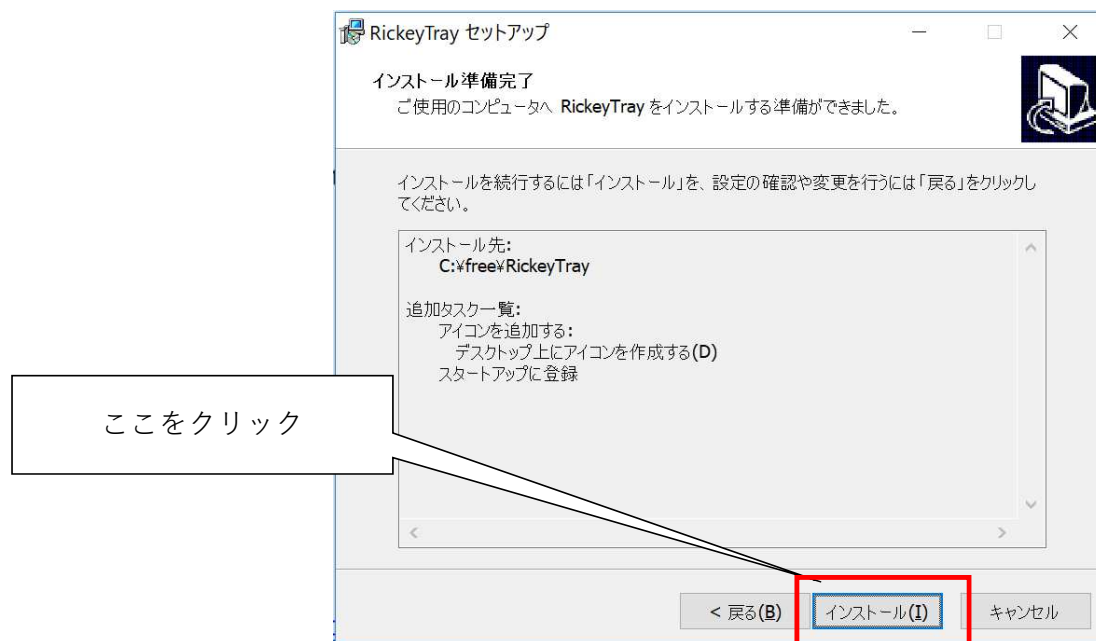 RickeyTray セットアップ
インストール準備完了
ご使用のコンピュータへ RickeyTray をインストールする準備ができました。
インストールを続行するには「インストール」を、設定の確認や変更を行うには「戻る」をクリックし
てください。
インストール先:
C:¥free¥RickeyTray
追加タスク一覧:
アイコンを追加する:
デスクトップ上にアイコンを作成する(D)
スタートアップに登録
ここをクリック
< 戻る(B)
インストール(I)
キャンセル